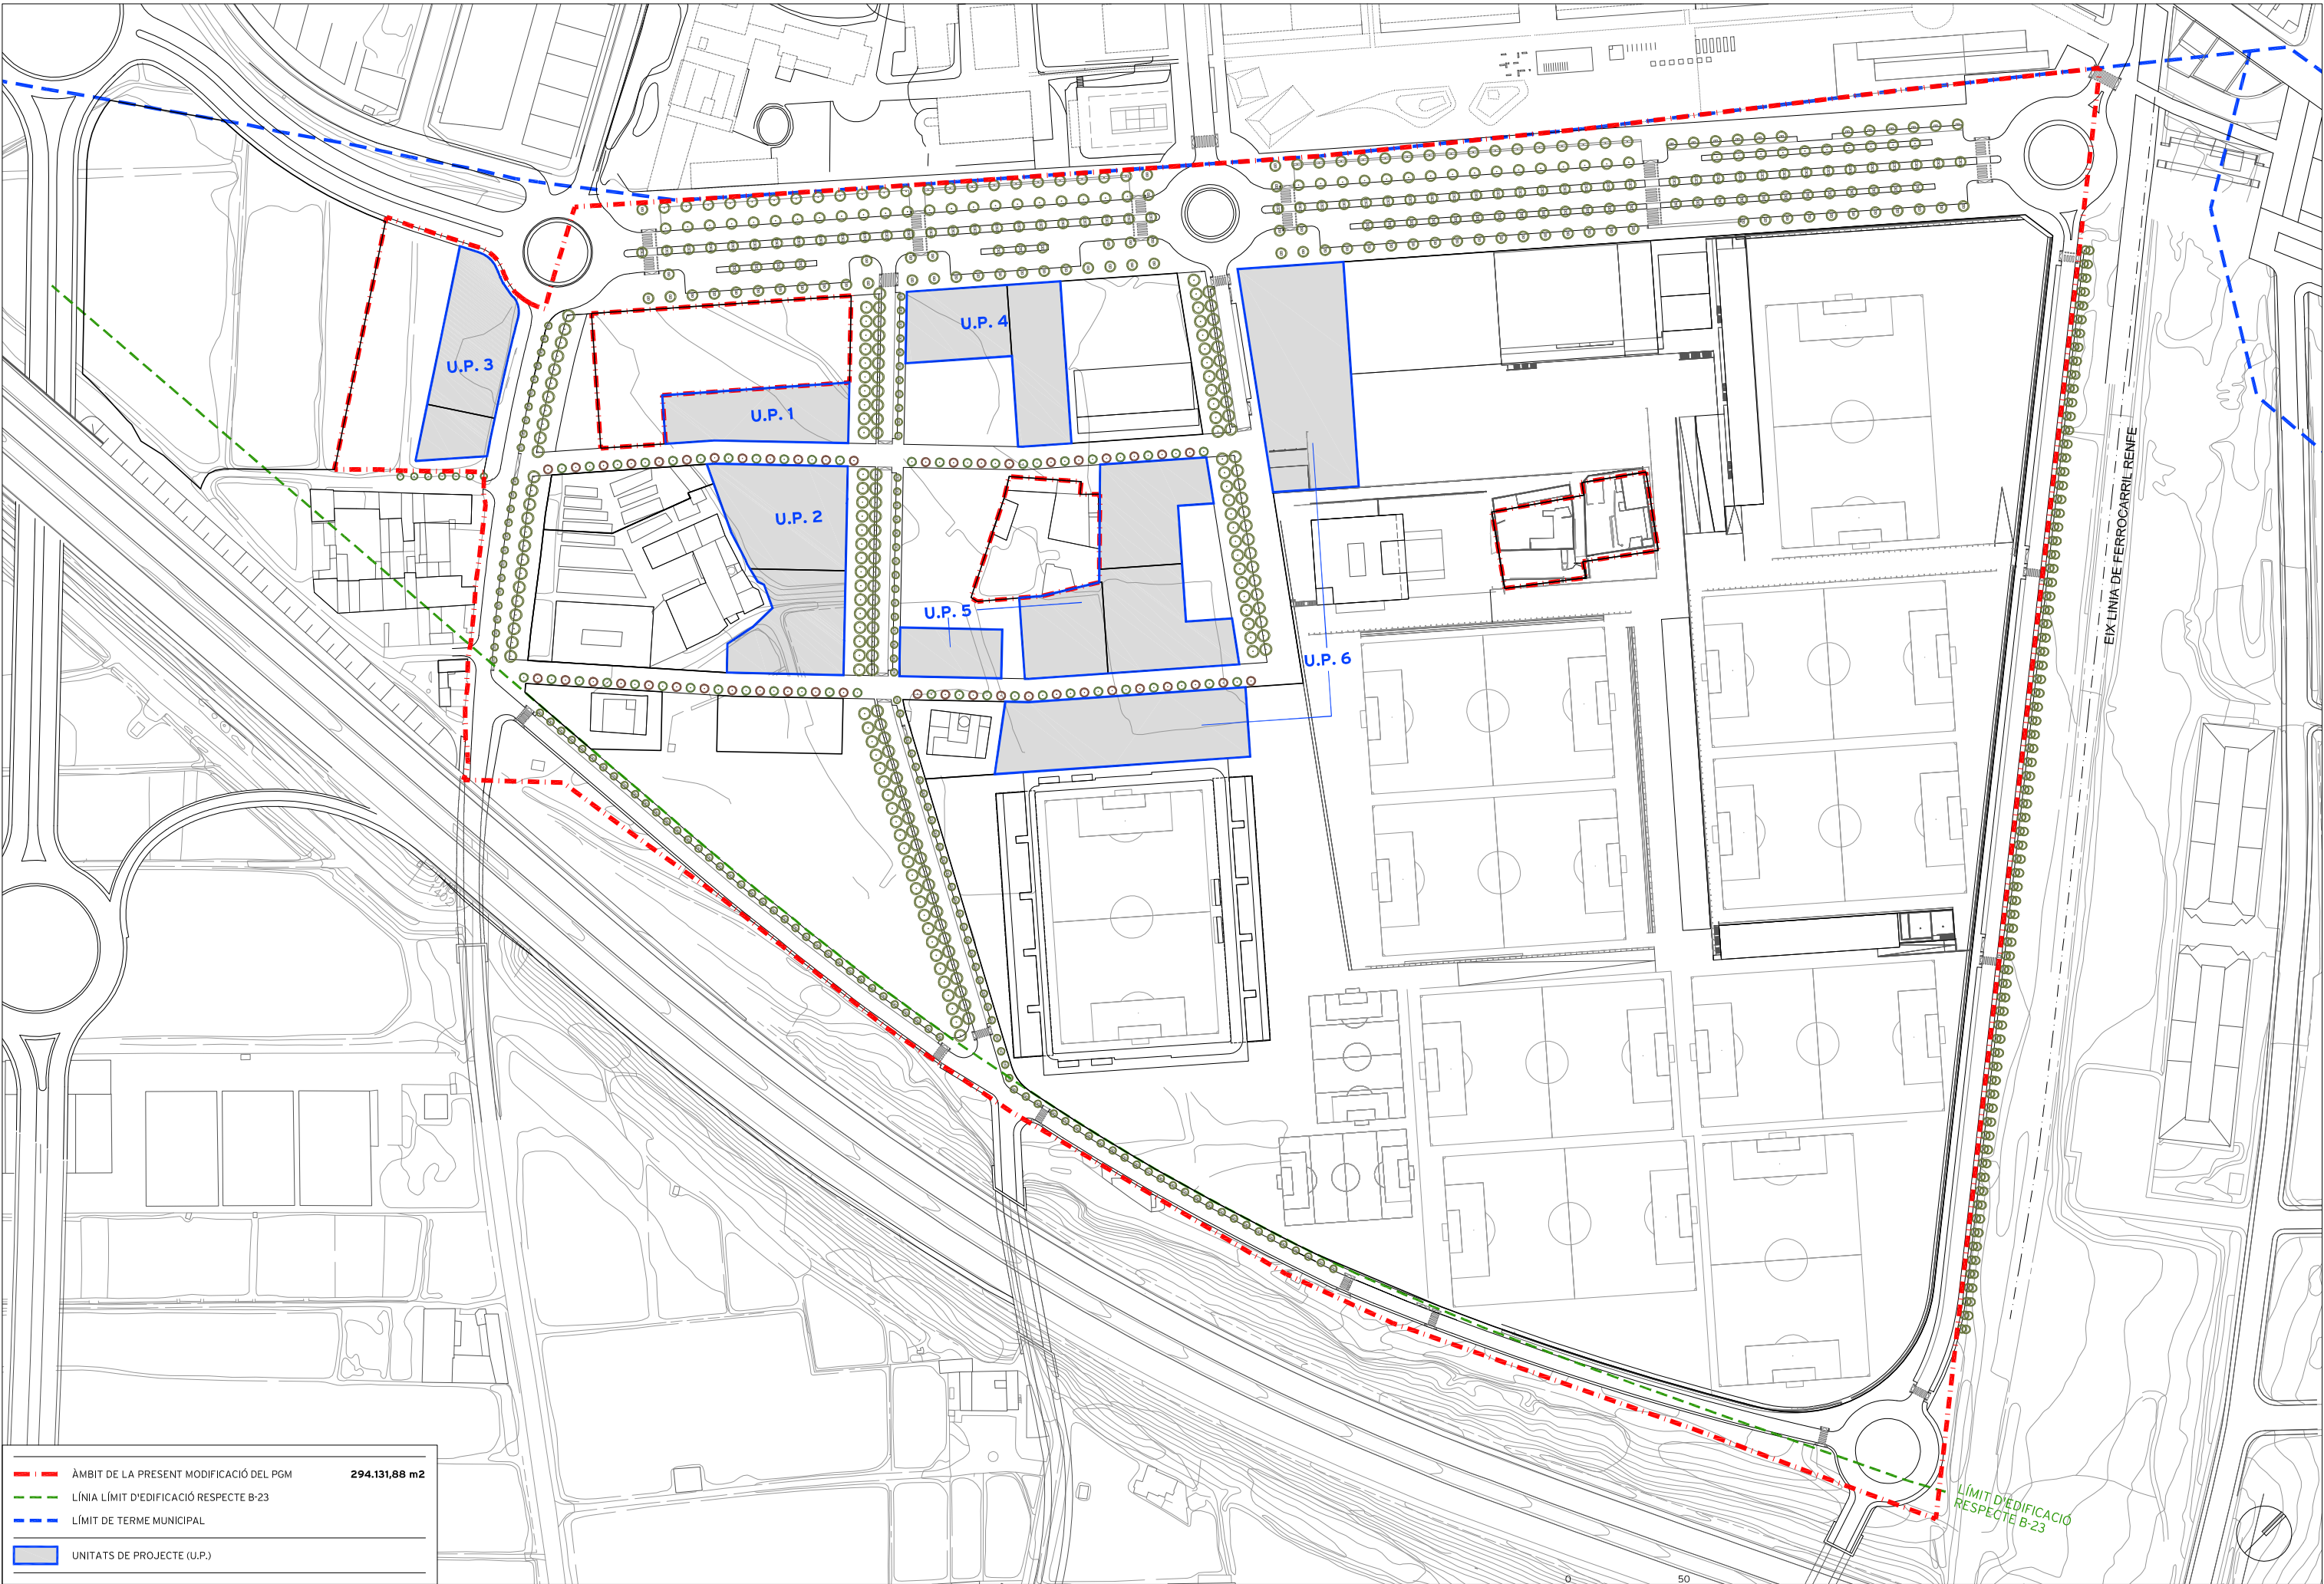 U.P. 4
U.P. 3
U.P. 1
U.P. 2
U.P. 5
U.P. 6
EIX LINIA DE FERROCARRIL RENFE
ÀMBIT DE LA PRESENT MODIFICACIÓ DEL PGM 294.131,88 m2
LÍNIA LÍMIT D'EDIFICACIÓ RESPECTE B-23
LÍMIT DE TERME MUNICIPAL
UNITATS DE PROJECTE (U.P.)
LÍMIT D'EDIFICACIÓ
RESPECTE B-23
0 50